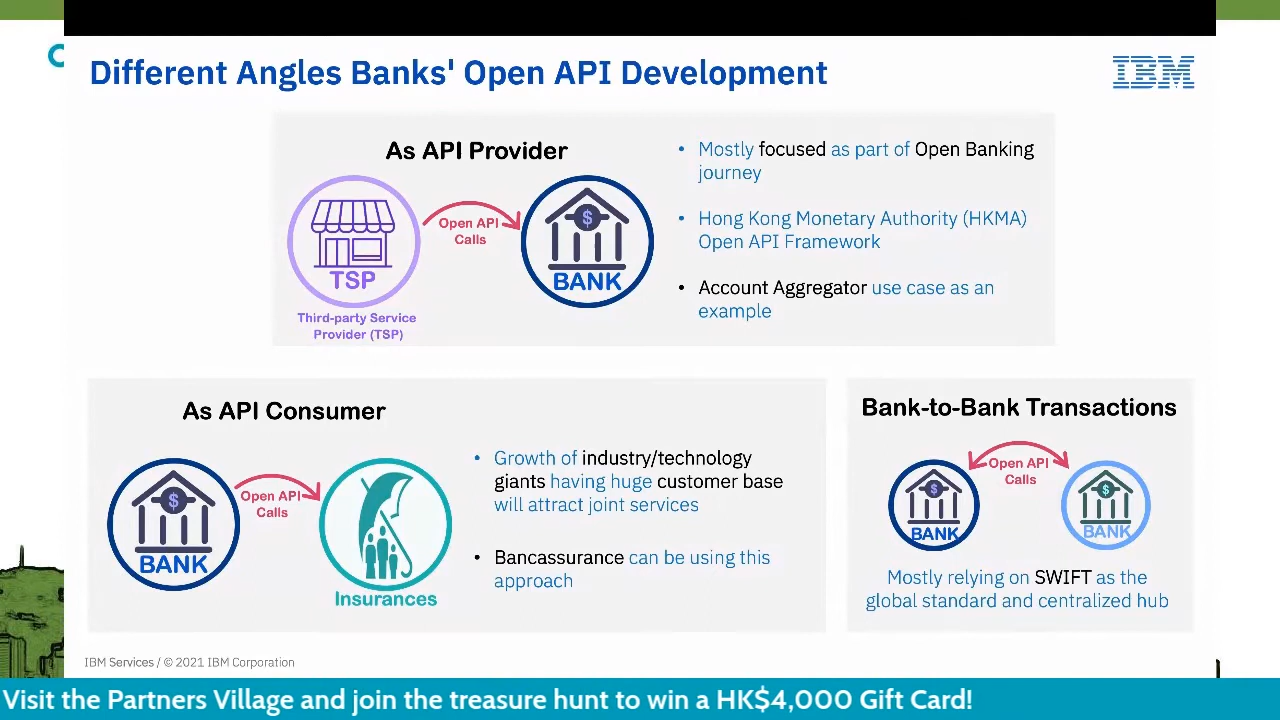 Different Angles Banks' Open API Development
IBM
As API Provider
Open API
Calls
$
TSP
BANK
Third-party Service
Provider (TSP)
• Mostly focused as part of Open Banking
journey
• Hong Kong Monetary Authority (HKMA)
Open API Framework
• Account Aggregator use case as an
example
As API Consumer
$
Open API
Calls
BANK
Insurances
• Growth of industry/technology
giants having huge customer base
will attract joint services
• Bancassurance can be using this
approach
Bank-to-Bank Transactions
Open API
Calls
$
$
BANK
BANK
Mostly relying on SWIFT as the
global standard and centralized hub
IBM Services / © 2021 IBM Corporation
Visit the Partners Village and join the treasure hunt to win a HK$4,000 Gift Card!